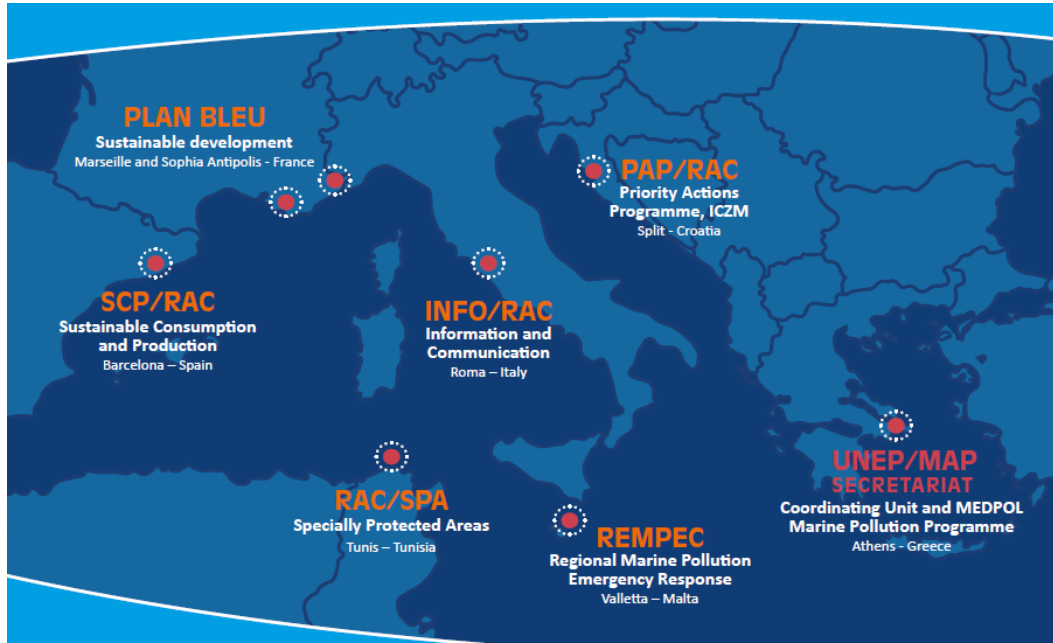 PLAN BLEU
Sustainable development
Marseille and Sophia Antipolis - France
PAP/RAC
Priority Actions
Programme, ICZM
Split - Croatia
SCP/RAC
Sustainable Consumption
and Production
Barcelona – Spain
INFO/RAC
Information and
Communication
Roma – Italy
UNEP/MAP
SECRETARIAT
Coordinating Unit and MEDPOL
Marine Pollution Programme
Athens - Greece
RAC/SPA
Specially Protected Areas
Tunis – Tunisia
REMPEC
Regional Marine Pollution
Emergency Response
Valletta – Malta